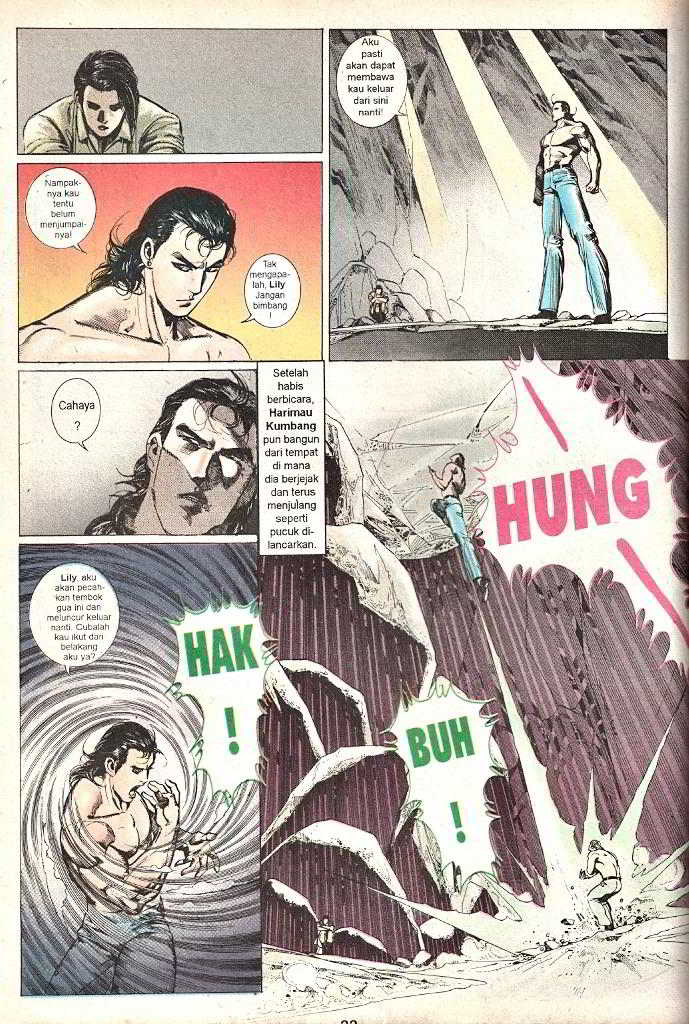 Nampak-
nya kau
tentu
belum
menjumpai-
nya!
Tak
mengapa-
lah, Lily
Jangan
bimbang
!
Aku
pasti
akan dapat
membawa
kau keluar
dari sini
nanti!
Cahaya
?
Setelah
habis
berbicara,
Harimau
Kumbang
pun bangun
dari tempat
di mana
dia berjejak
dan terus
menjulang
seperti
pucuk di-
lancarkan.
HUNG
Lily, aku
akan pecah-
kan tembok
gua ini dan
meluncur keluar
nanti. Cubalah
kau ikut dari
belakang
aku ya?
HAK
!
BUH
!